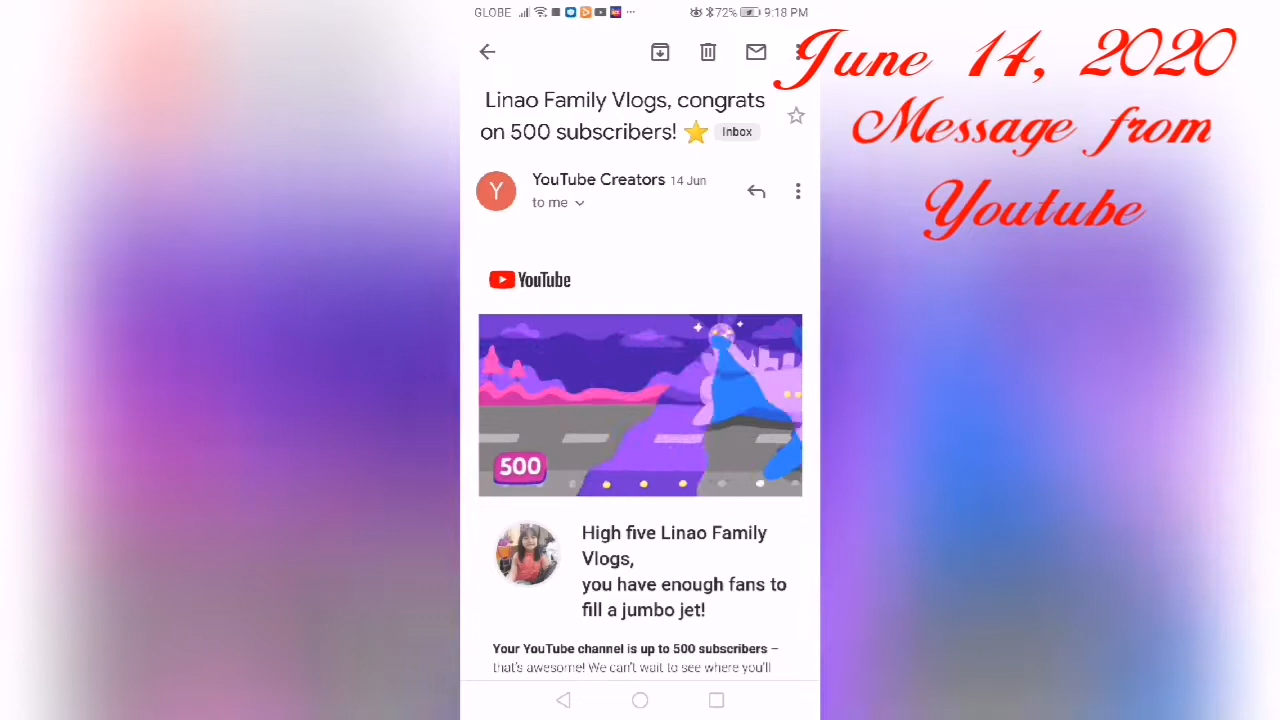 GLOBE
72% 9:18 PM
June 14, 2020
Message from
Youtube
Linao Family Vlogs, congrats
on 500 subscribers! ⭐ Inbox
Y
YouTube Creators 14 Jun
to me
YouTube
500
High five Linao Family
Vlogs,
you have enough fans to
fill a jumbo jet!
Your YouTube channel is up to 500 subscribers –
that's awesome! We can't wait to see where you'll